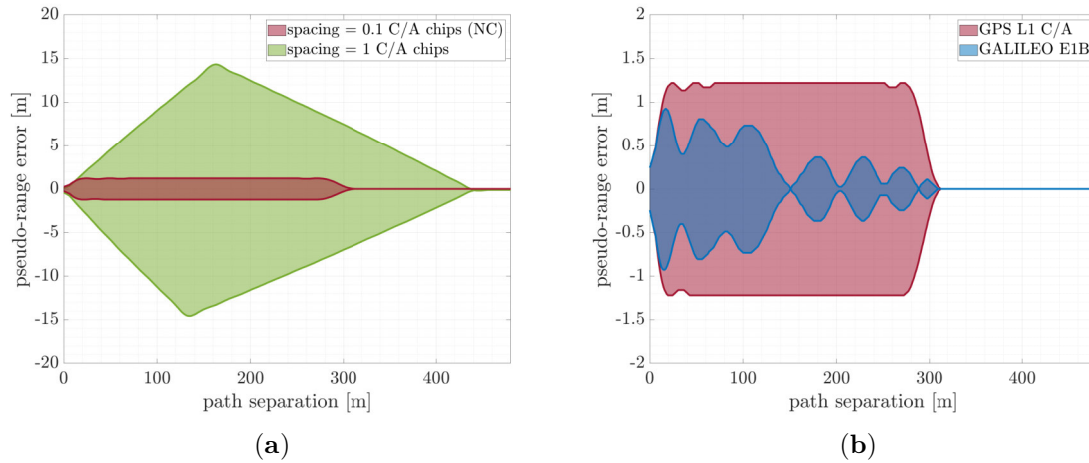 20
15
10
5
0
-5
-10
-15
-20
pseudo-range error [m]
spacing = 0.1 C/A chips (NC)
spacing = 1 C/A chips
0 100 200 300 400
path separation [m]
(a)
2
1.5
1
0.5
0
-0.5
-1
-1.5
-2
pseudo-range error [m]
GPS L1 C/A
GALILEO E1B
0 100 200 300 400
path separation [m]
(b)